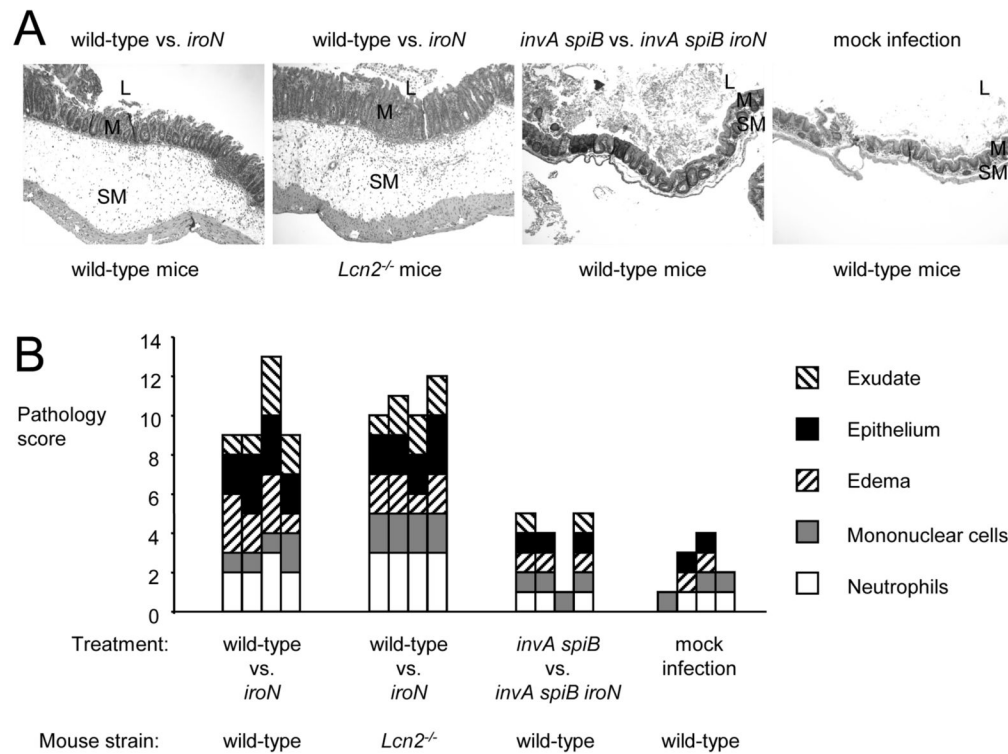 A
wild-type vs. iroN
wild-type vs. iroN
invA spiB vs. invA spiB iroN
mock infection
L
M
SM
L
M
SM
L
M
SM
L
M
SM
wild-type mice
Lcn2-/- mice
wild-type mice
wild-type mice
B
Pathology
score
14
12
10
8
6
4
2
0
Exudate
Epithelium
Edema
Mononuclear cells
Neutrophils
Treatment:
wild-type
vs.
iroN
wild-type
vs.
iroN
invA spiB
vs.
invA spiB iroN
mock
infection
Mouse strain:
wild-type
Lcn2-/-
wild-type
wild-type